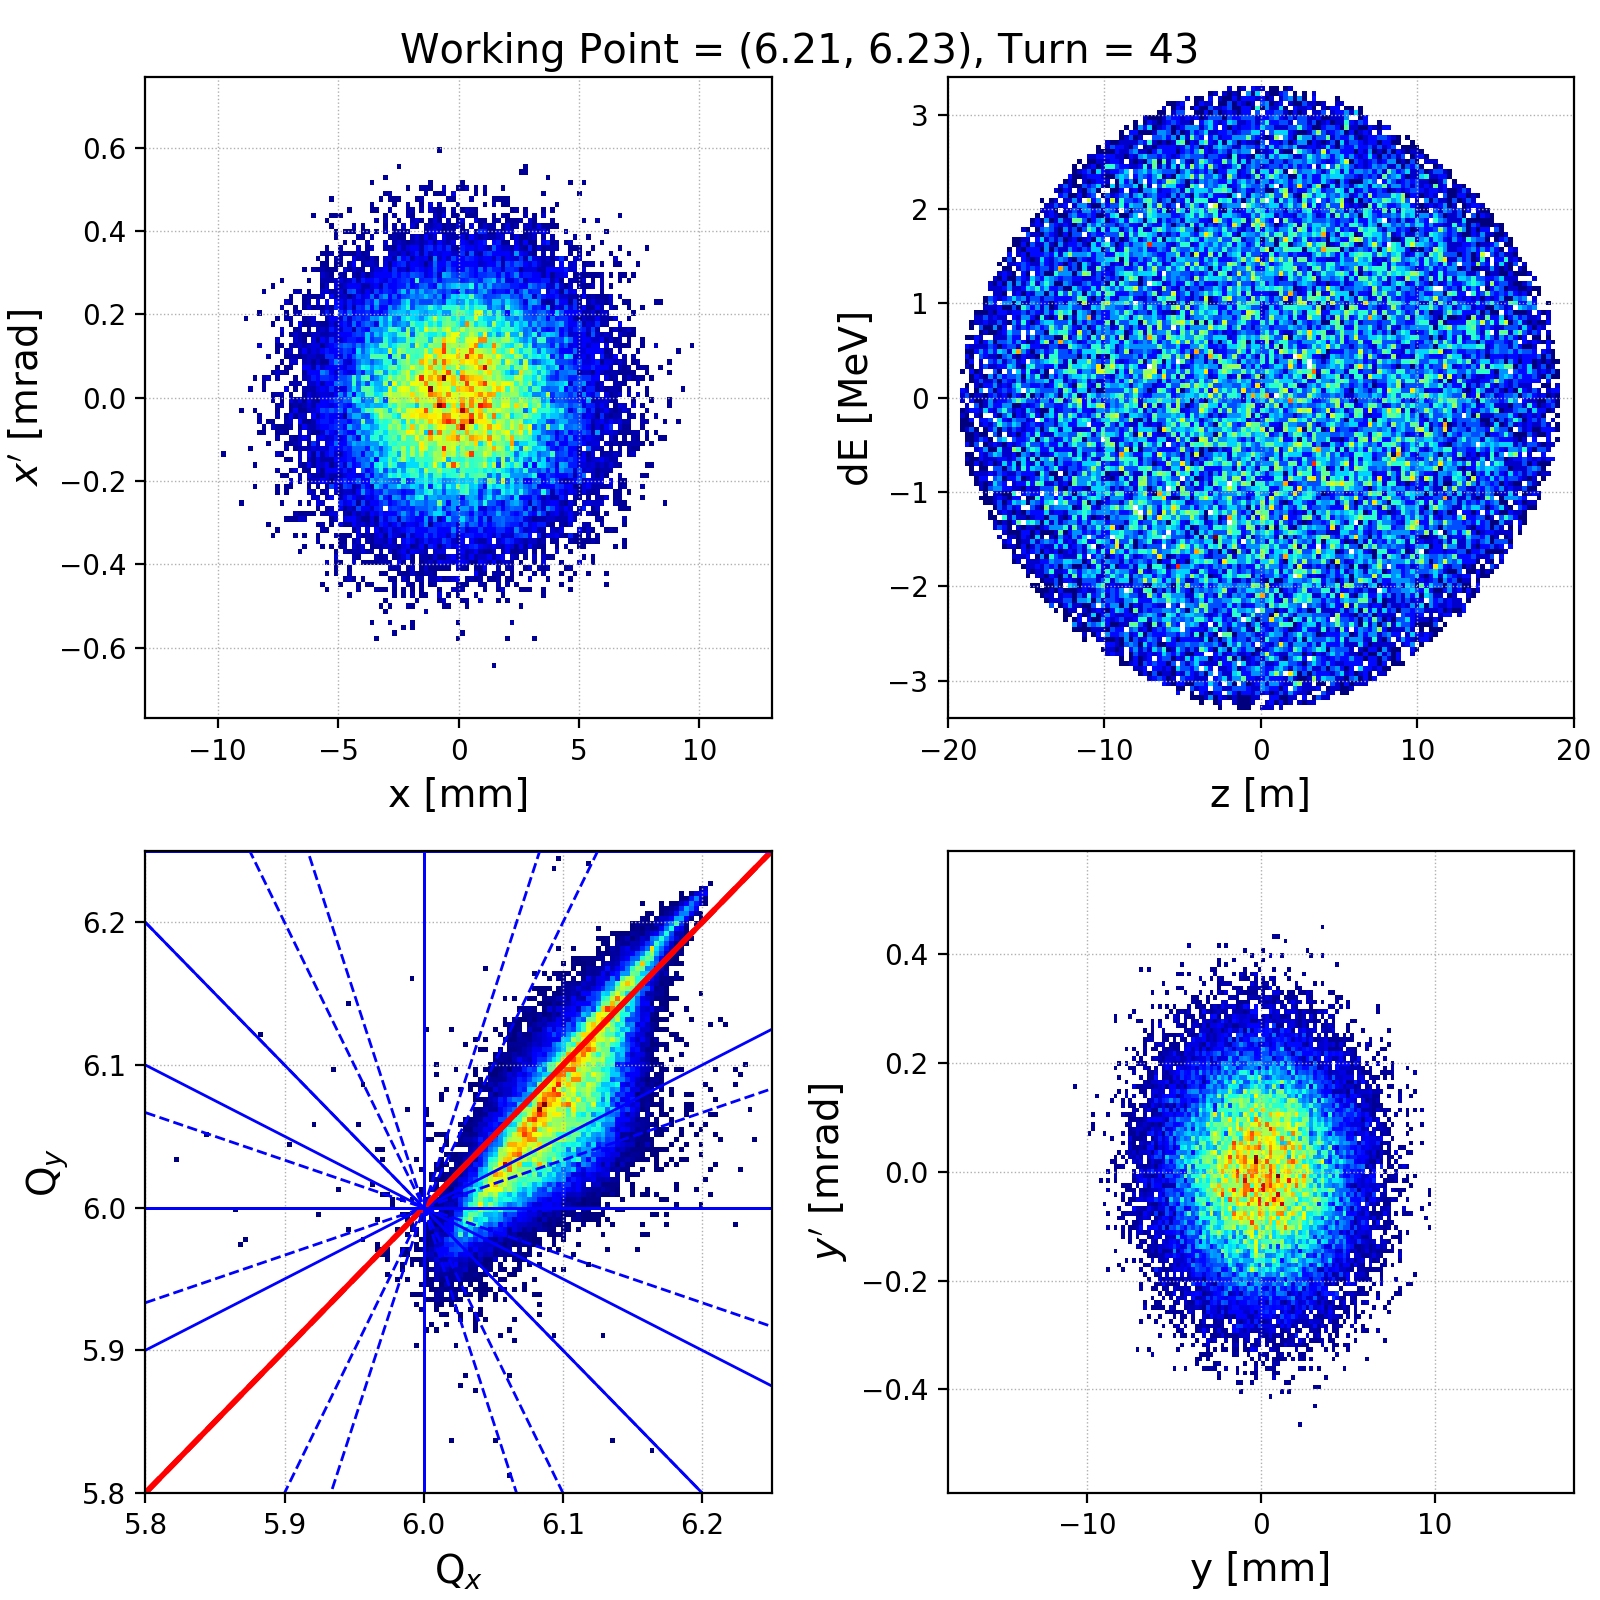 Working Point = (6.21, 6.23), Turn = 43
0.6
0.4
0.2
0.0
−0.2
−0.4
−0.6
x′ [mrad]
−10 −5 0 5 10
x [mm]
3
2
1
0
−1
−2
−3
dE [MeV]
−20 −10 0 10 20
z [m]
6.2
6.1
6.0
5.9
5.8
Qy
5.8 5.9 6.0 6.1 6.2
Qx
0.4
0.2
0.0
−0.2
−0.4
y′ [mrad]
−10 0 10
y [mm]